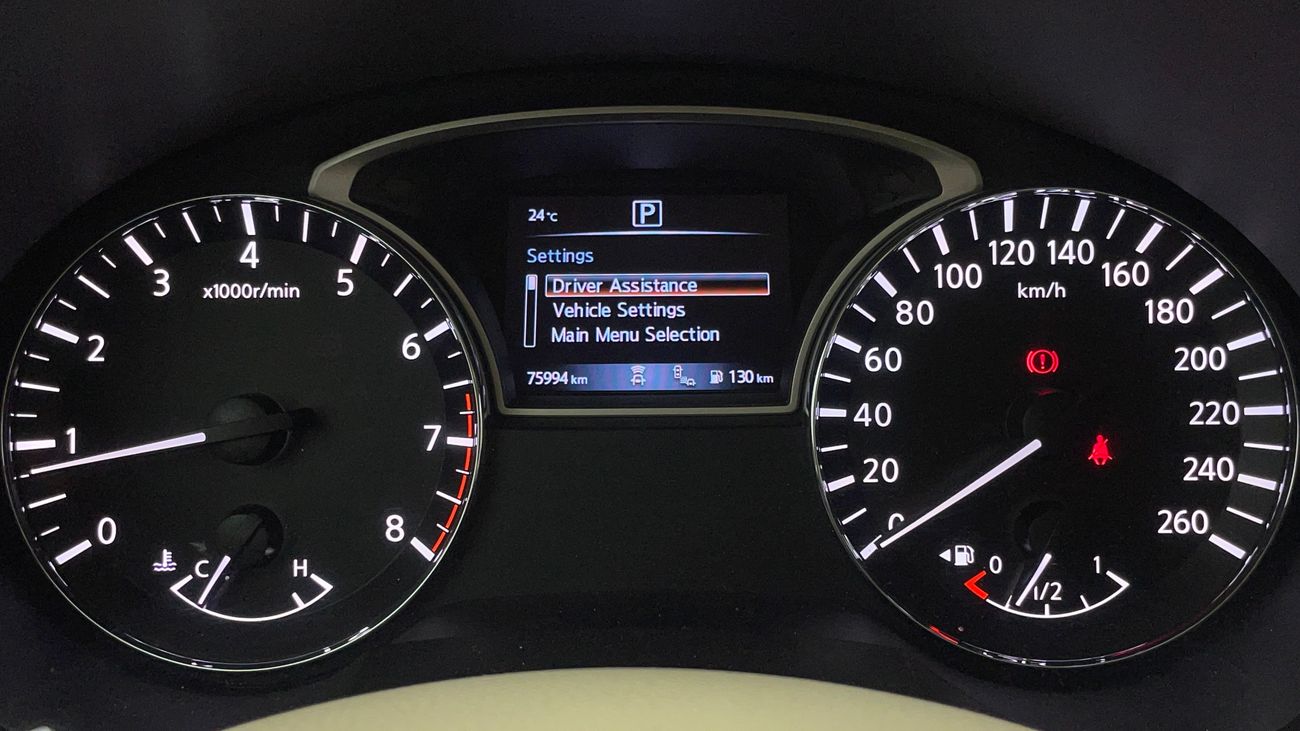 0
1
2
3
4
5
6
7
8
x1000r/min
C
H
24°C
P
Settings
Driver Assistance
Vehicle Settings
Main Menu Selection
75994 km 130 km
0
20
40
60
80
100
120
140
160
180
200
220
240
260
km/h
0
1/2
1